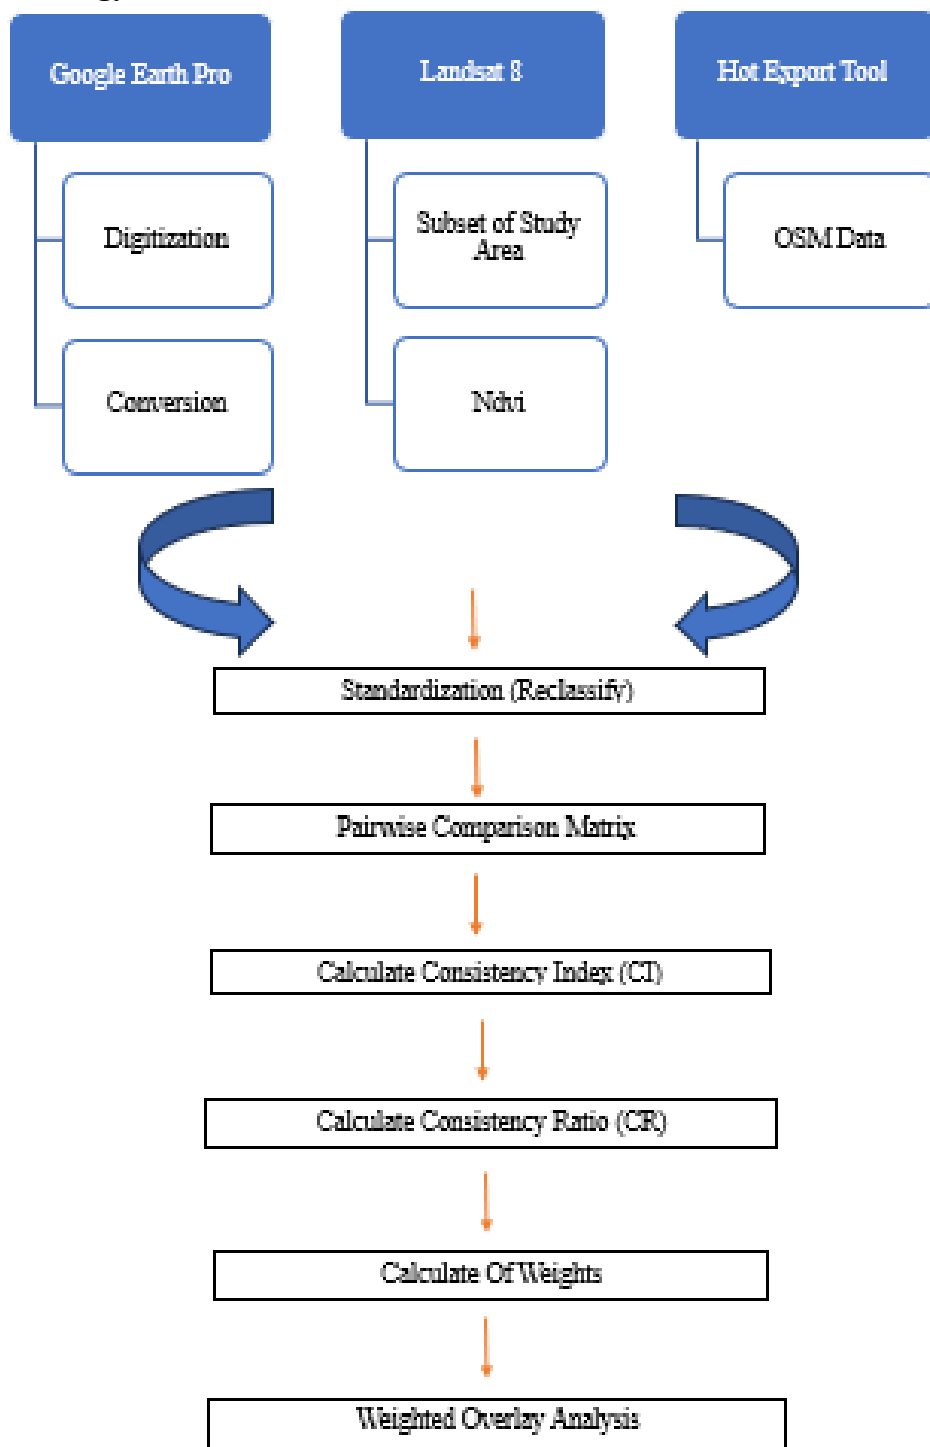 Google Earth Pro
Landsat 8
Hot Export Tool
Digitization
Subset of Study
Area
OSM Data
Conversion
Ndvi
Standardization (Reclassify)
Pairwise Comparison Matrix
Calculate Consistency Index (CI)
Calculate Consistency Ratio (CR)
Calculate Of Weights
Weighted Overlay Analysis